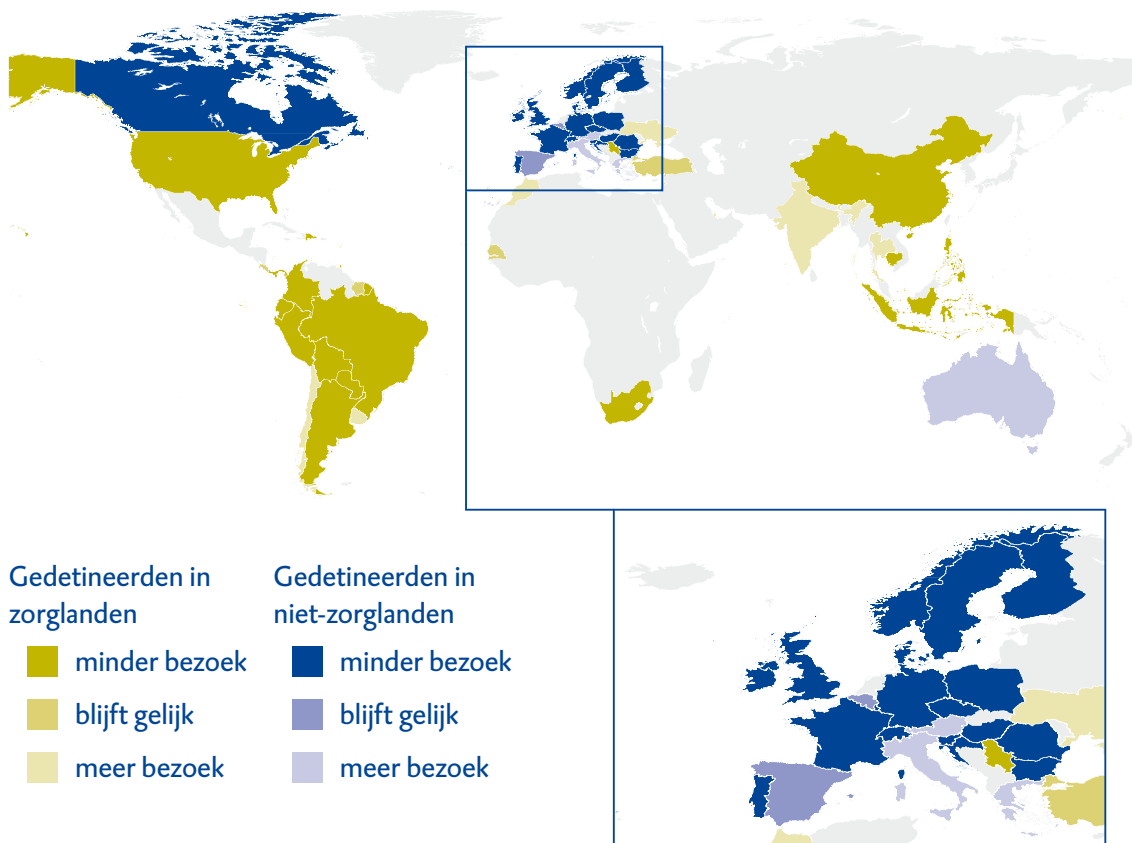 Gedetineerden in
zorglanden
minder bezoek
blijft gelijk
meer bezoek
Gedetineerden in
niet-zorglanden
minder bezoek
blijft gelijk
meer bezoek